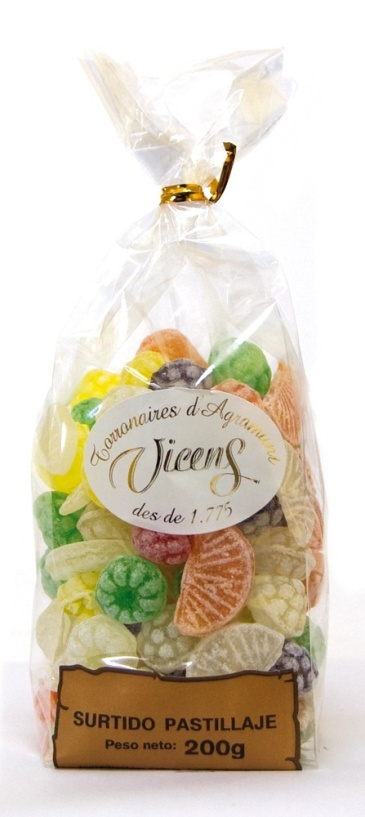 Torronaires d'Agramunt
Vicens
des de 1.775
SURTIDO PASTILLAJE
Peso neto: 200g